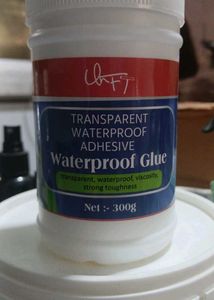 TRANSPARENT
WATERPROOF
ADHESIVE
Waterproof Glue
Transparent, waterproof, viscosity,
strong toughness
Net :- 300g